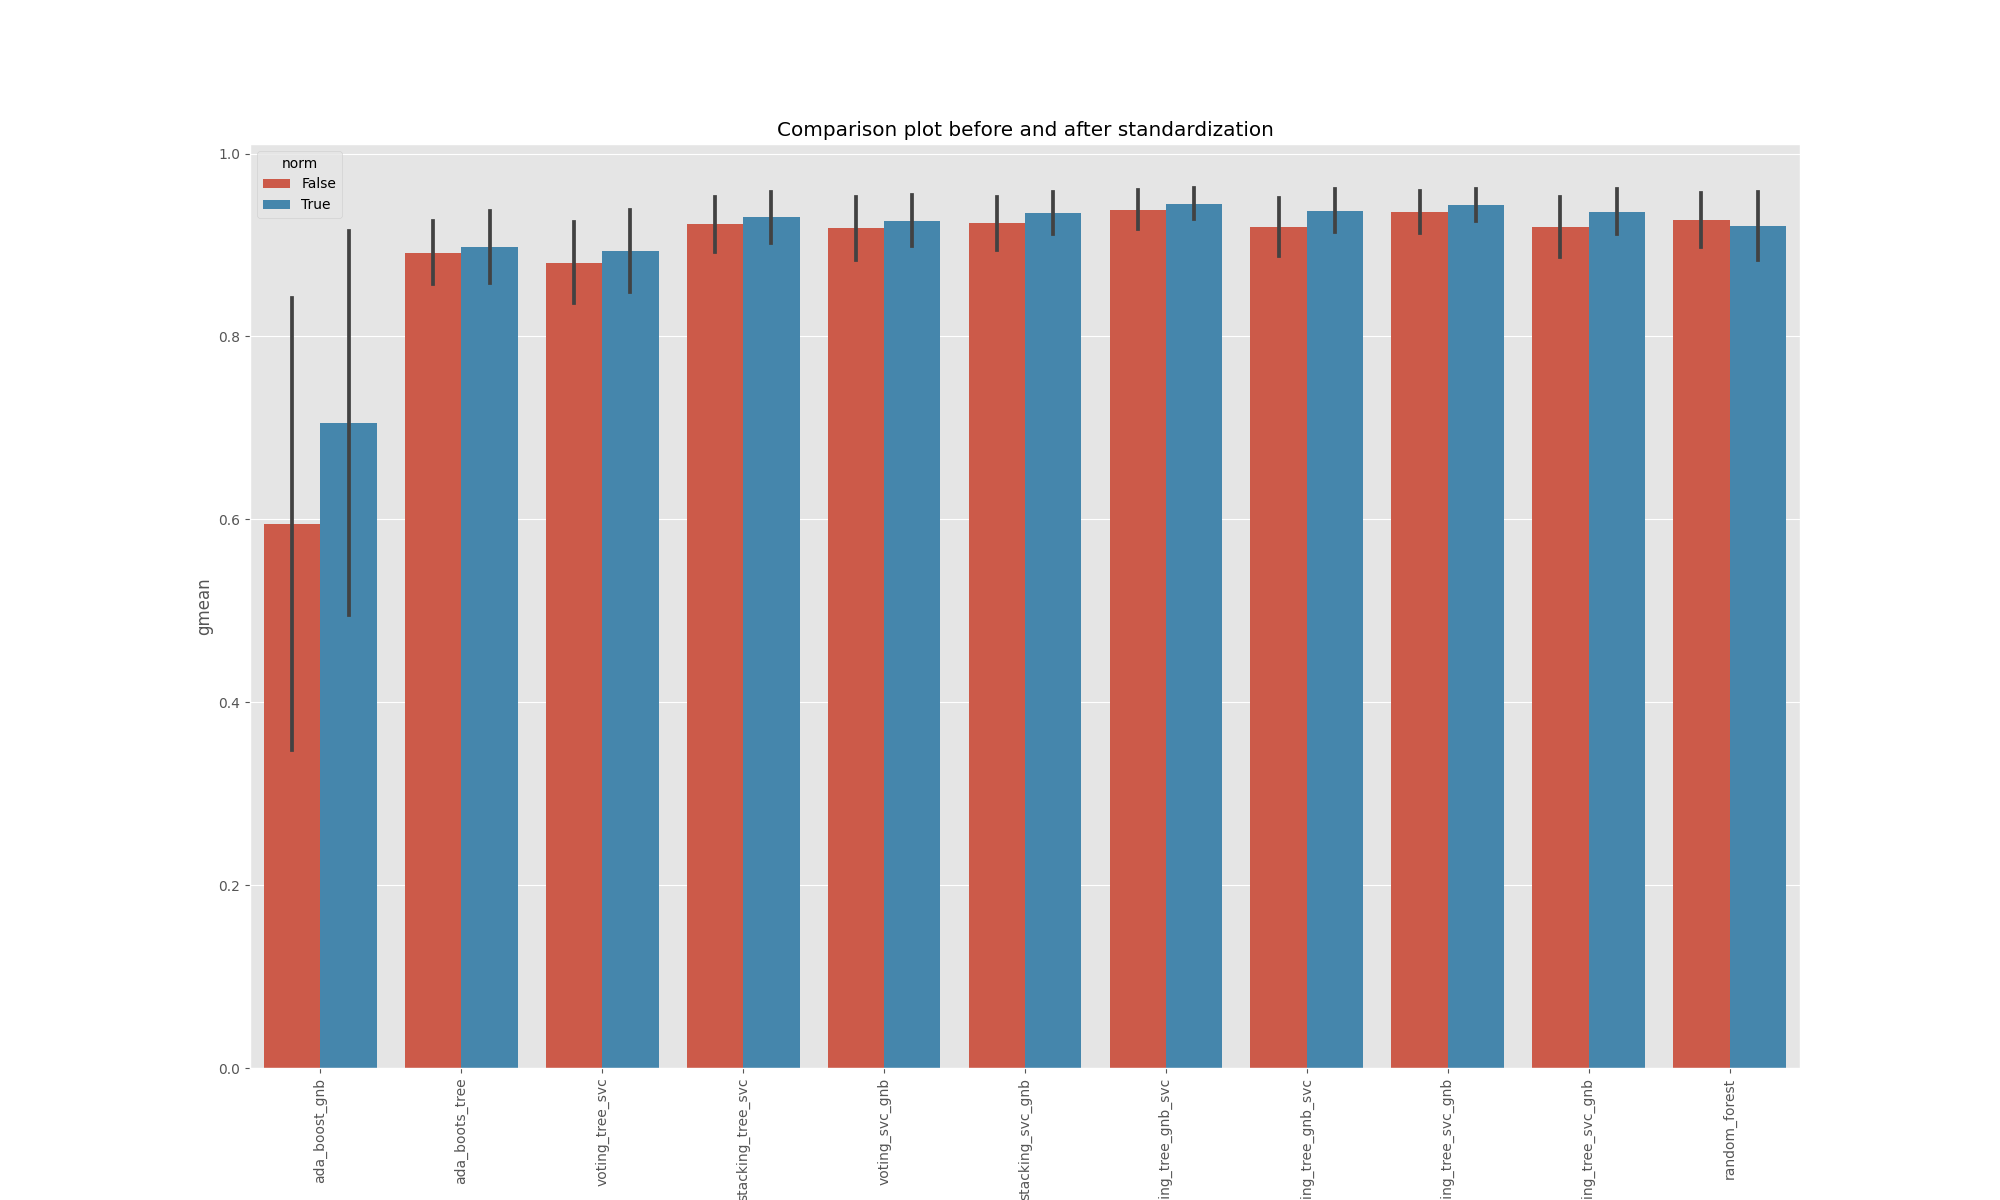 Comparison plot before and after standardization
norm
False
True
1.0
0.8
0.6
0.4
0.2
0.0
gmean
ada_boost_gnb
ada_boots_tree
voting_tree_svc
stacking_tree_svc
voting_svc_gnb
stacking_svc_gnb
ing_tree_gnb_svc
ing_tree_gnb_svc
ing_tree_svc_gnb
ing_tree_svc_gnb
random_forest